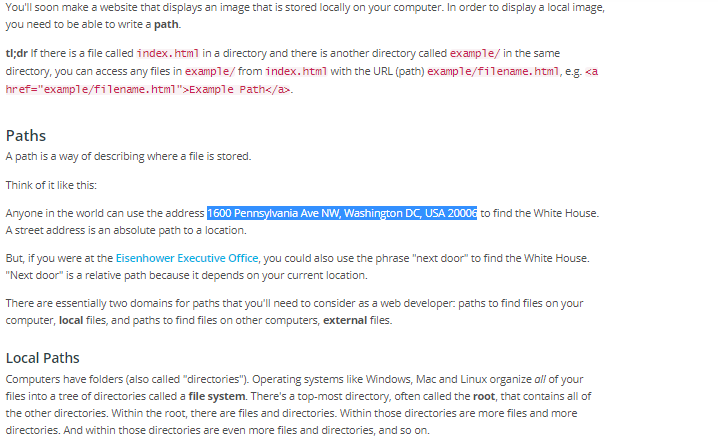 You'll soon make a website that displays an image that is stored locally on your computer. In order to display a local image,
you need to be able to write a path.
tl;dr If there is a file called index.html in a directory and there is another directory called example/ in the same
directory, you can access any files in example/ from index.html with the URL (path) example/filename.html, e.g. <a
href="example/filename.html">Example Path</a>.
Paths
A path is a way of describing where a file is stored.
Think of it like this:
Anyone in the world can use the address 1600 Pennsylvania Ave NW, Washington DC, USA 20006 to find the White House.
A street address is an absolute path to a location.
But, if you were at the Eisenhower Executive Office, you could also use the phrase "next door" to find the White House.
"Next door" is a relative path because it depends on your current location.
There are essentially two domains for paths that you'll need to consider as a web developer: paths to find files on your
computer, local files, and paths to find files on other computers, external files.
Local Paths
Computers have folders (also called "directories"). Operating systems like Windows, Mac and Linux organize all of your
files into a tree of directories called a file system. There's a top-most directory, often called the root, that contains all of
the other directories. Within the root, there are files and directories. Within those directories are more files and more
directories. And within those directories are even more files and directories, and so on.